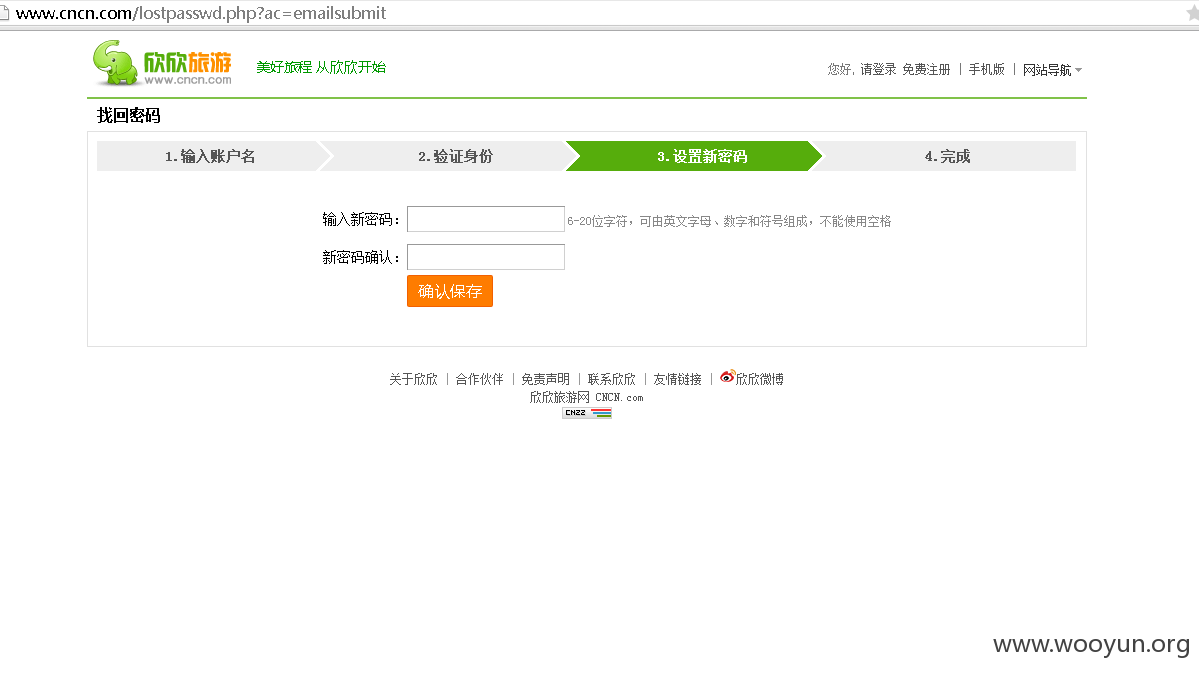 www.cncn.com/lostpasswd.php?ac=emailsubmit
欣欣旅游
www.cncn.com
美好旅程 从欣欣开始
您好, 请登录 免费注册 | 手机版 | 网站导航
找回密码
1.输入账户名 2.验证身份 3.设置新密码 4.完成
输入新密码： 6-20位字符，可由英文字母、数字和符号组成，不能使用空格
新密码确认：
确认保存
关于欣欣 | 合作伙伴 | 免责声明 | 联系欣欣 | 友情链接 | 欣欣微博
欣欣旅游网 CNCN.com
CNZZ
www.wooyun.org